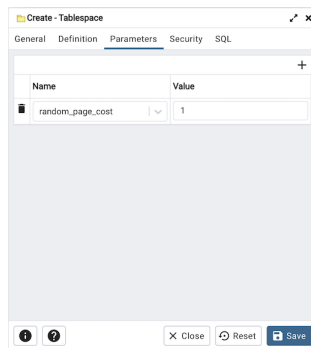 Create - Tablespace
General Definition Parameters Security SQL
Name Value
random_page_cost 1
Close Reset Save